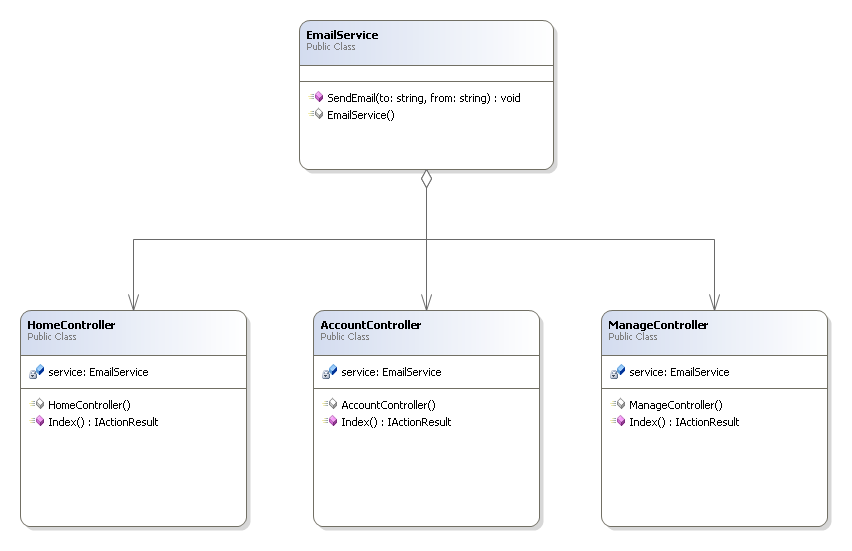 EmailService
Public Class
SendEmail(to: string, from: string) : void
EmailService()
HomeController
Public Class
service: EmailService
HomeController()
Index() : IActionResult
AccountController
Public Class
service: EmailService
AccountController()
Index() : IActionResult
ManageController
Public Class
service: EmailService
ManageController()
Index() : IActionResult